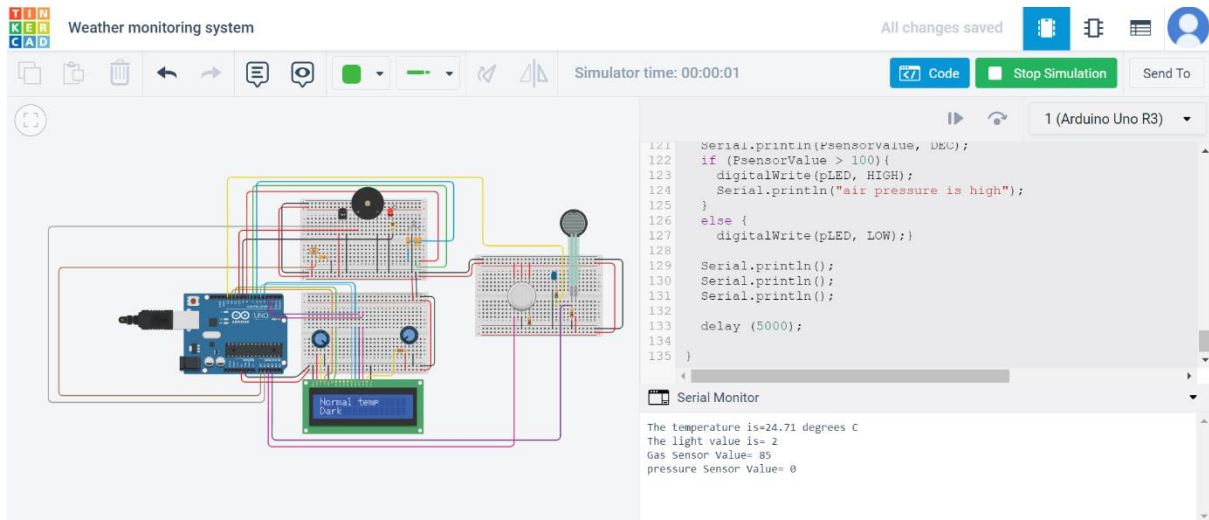 TINKERCAD
Weather monitoring system
All changes saved
Simulator time: 00:00:01
Code
Stop Simulation
Send To
1 (Arduino Uno R3)
121 Serial.println(PsensorValue, DEC);
122 if (PsensorValue > 100){
123 digitalWrite(pLED, HIGH);
124 Serial.println("air pressure is high");
125 }
126 else {
127 digitalWrite(pLED, LOW);}
128
129 Serial.println();
130 Serial.println();
131 Serial.println();
132
133 delay (5000);
134
135 }
UNO
ARDUINO
Normal temp
Dark
Serial Monitor
The temperature is=24.71 degrees C
The light value is= 2
Gas Sensor Value= 85
pressure Sensor Value= 0